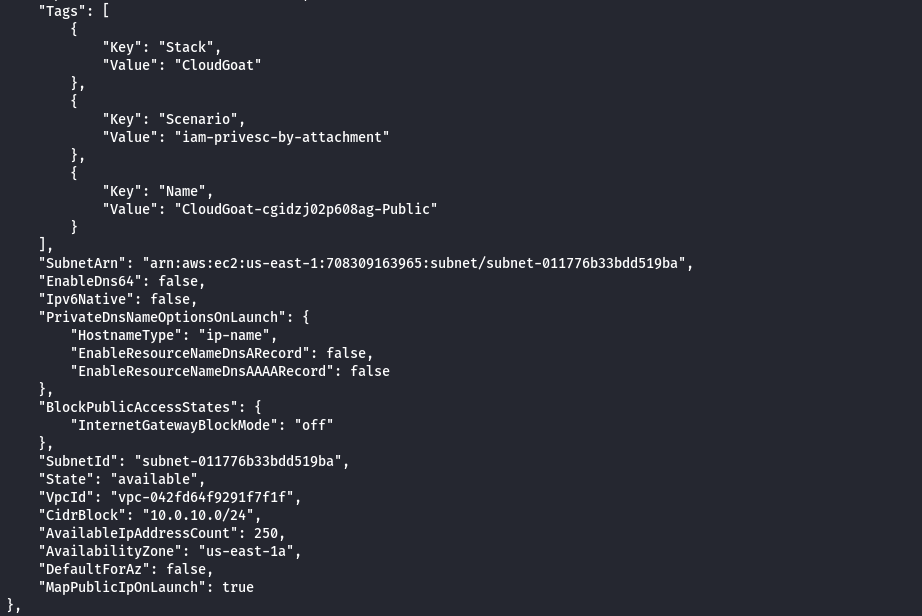 "Tags": [
{
"Key": "Stack",
"Value": "CloudGoat"
},
{
"Key": "Scenario",
"Value": "iam-privesc-by-attachment"
},
{
"Key": "Name",
"Value": "CloudGoat-cgidzj02p608ag-Public"
}
],
"SubnetArn": "arn:aws:ec2:us-east-1:708309163965:subnet/subnet-011776b33bdd519ba",
"EnableDns64": false,
"Ipv6Native": false,
"PrivateDnsNameOptionsOnLaunch": {
"HostnameType": "ip-name",
"EnableResourceNameDnsARecord": false,
"EnableResourceNameDnsAAAARecord": false
},
"BlockPublicAccessStates": {
"InternetGatewayBlockMode": "off"
},
"SubnetId": "subnet-011776b33bdd519ba",
"State": "available",
"VpcId": "vpc-042fd64f9291f7f1f",
"CidrBlock": "10.0.10.0/24",
"AvailableIpAddressCount": 250,
"AvailabilityZone": "us-east-1a",
"DefaultForAz": false,
"MapPublicIpOnLaunch": true
},